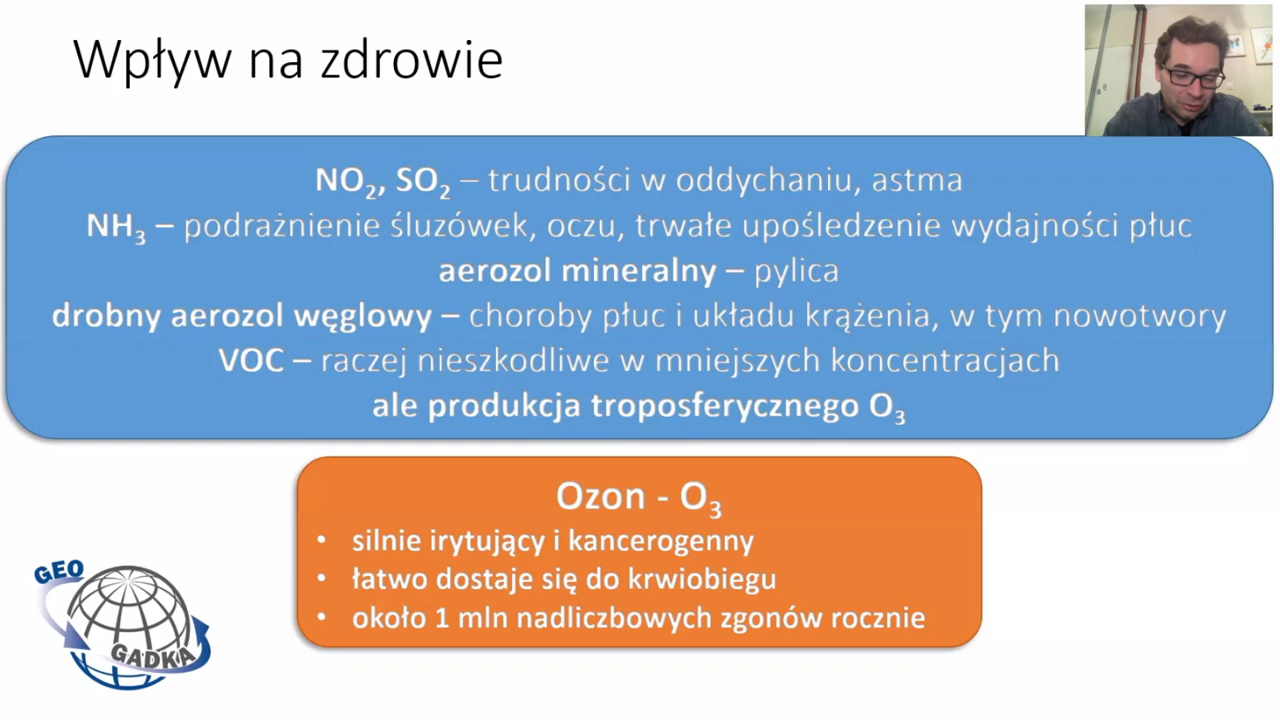 Wpływ na zdrowie
NO₂, SO₂ – trudności w oddychaniu, astma
NH₃ – podrażnienie śluzówek, oczu, trwałe upośledzenie wydajności płuc
aerozol mineralny – pylica
drobny aerozol węglowy – choroby płuc i układu krążenia, w tym nowotwory
VOC – raczej nieszkodliwe w mniejszych koncentracjach
ale produkcja troposferycznego O₃
Ozon - O₃
• silnie irytujący i kancerogenny
• łatwo dostaje się do krwiobiegu
• około 1 mln nadliczbowych zgonów rocznie
GEO
GADKA